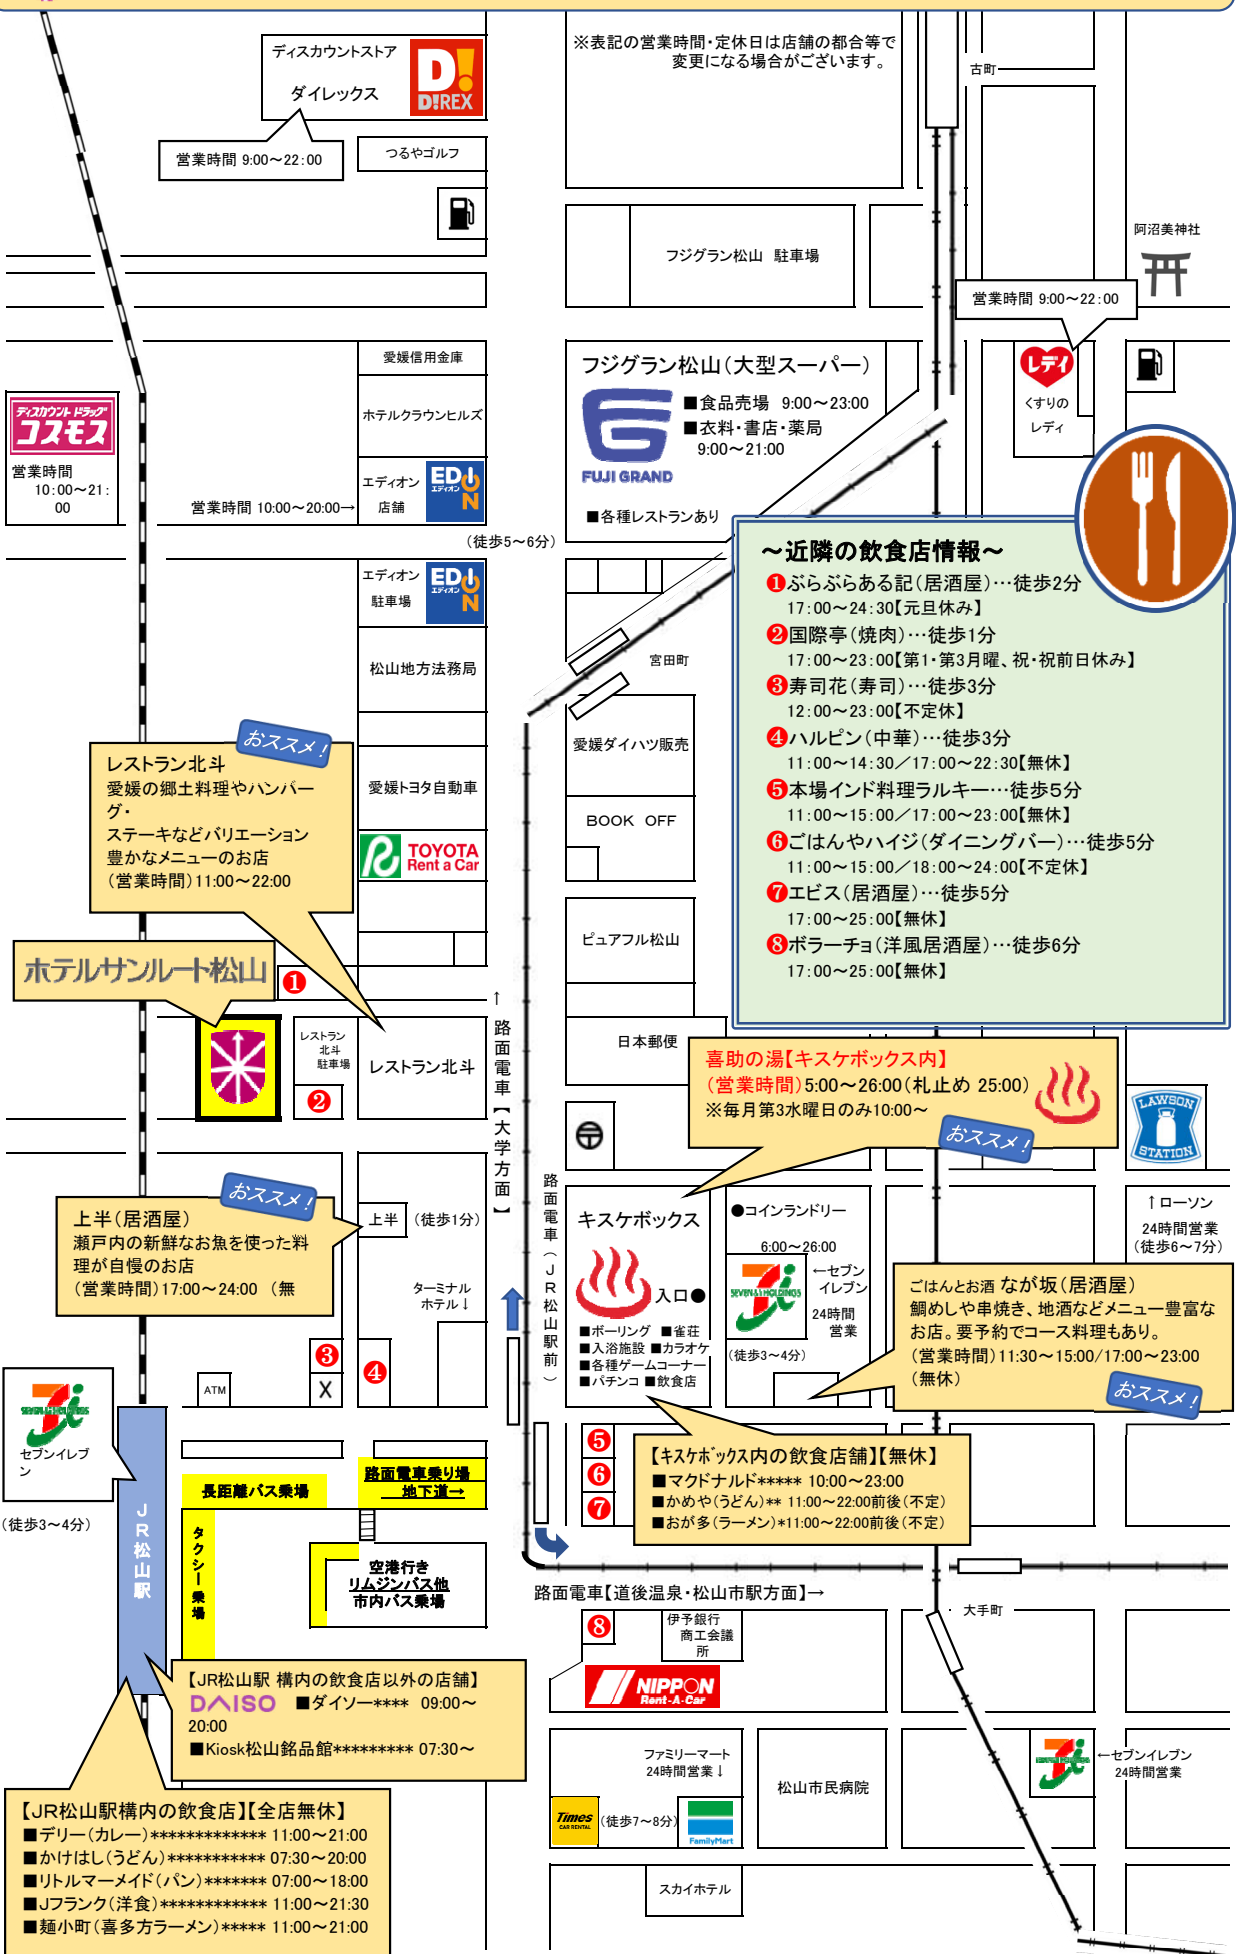 ディスカウントストア
ダイレックス
D!
D!REX
営業時間 9:00～22:00
つるやゴルフ
※表記の営業時間・定休日は店舗の都合等で
変更になる場合がございます。
古町
フジグラン松山 駐車場
阿沼美神社
営業時間 9:00～22:00
愛媛信用金庫
ホテルクラウンヒルズ
ディスカウント ドラッグ
コスモス
営業時間
10:00～21:
00
エディオン
店舗
EDION
エディオン
営業時間 10:00～20:00→
(徒歩5～6分)
フジグラン松山(大型スーパー)
■食品売場 9:00～23:00
■衣料・書店・薬局
9:00～21:00
FUJI GRAND
■各種レストランあり
レディ
くすりの
レディ
エディオン
駐車場
EDION
エディオン
松山地方法務局
宮田町
～近隣の飲食店情報～
❶ぶらぶらある記(居酒屋)…徒歩2分
17:00～24:30【元旦休み】
❷国際亭(焼肉)…徒歩1分
17:00～23:00【第1・第3月曜、祝・祝前日休み】
❸寿司花(寿司)…徒歩3分
12:00～23:00【不定休】
❹ハルピン(中華)…徒歩3分
11:00～14:30／17:00～22:30【無休】
❺本場インド料理ラルキー…徒歩5分
11:00～15:00／17:00～23:00【無休】
❻ごはんやハイジ(ダイニングバー)…徒歩5分
11:00～15:00／18:00～24:00【不定休】
❼エビス(居酒屋)…徒歩5分
17:00～25:00【無休】
❽ボラーチョ(洋風居酒屋)…徒歩6分
17:00～25:00【無休】
おススメ!
レストラン北斗
愛媛の郷土料理やハンバー
グ・
ステーキなどバリエーション
豊かなメニューのお店
(営業時間)11:00～22:00
愛媛トヨタ自動車
TOYOTA
Rent a Car
愛媛ダイハツ販売
BOOK OFF
ピュアフル松山
日本郵便
ホテルサンルート松山
❶
レストラン
北斗
駐車場
❷
レストラン北斗
↑路面電車【大学方面】
喜助の湯【キスケボックス内】
(営業時間)5:00～26:00(札止め 25:00)
※毎月第3水曜日のみ10:00～
おススメ!
〒
LAWSON
STATION
↑ローソン
24時間営業
(徒歩6～7分)
おススメ!
上半(居酒屋)
瀬戸内の新鮮なお魚を使った料
理が自慢のお店
(営業時間)17:00～24:00 (無
上半
(徒歩1分)
ターミナル
ホテル↓
路面電車(JR松山駅前)
キスケボックス
入口●
■ボーリング ■雀荘
■入浴施設 ■カラオケ
■各種ゲームコーナー
■パチンコ ■飲食店
●コインランドリー
6:00～26:00
SEVEN&I HOLDINGS
←セブン
イレブン
24時間
営業
(徒歩3～4分)
ごはんとお酒 なが坂(居酒屋)
鯛めしや串焼き、地酒などメニュー豊富な
お店。要予約でコース料理もあり。
(営業時間)11:30～15:00/17:00～23:00
(無休)
おススメ!
❸
X
❹
ATM
SEVEN&I HOLDINGS
セブンイレブ
ン
(徒歩3～4分)
JR松山駅
長距離バス乗場
路面電車乗り場
地下道→
タクシー乗場
空港行き
リムジンバス他
市内バス乗場
❺
❻
❼
【キスケボックス内の飲食店舗】【無休】
■マクドナルド***** 10:00～23:00
■かめや(うどん)** 11:00～22:00前後(不定)
■おが多(ラーメン)*11:00～22:00前後(不定)
路面電車【道後温泉・松山市駅方面】→
大手町
❽
伊予銀行
商工会議
所
NIPPON
Rent-A-Car
【JR松山駅 構内の飲食店以外の店舗】
DAISO ■ダイソー**** 09:00～
20:00
■Kiosk松山銘品館********* 07:30～
ファミリーマート
24時間営業↓
Times
CAR RENTAL
(徒歩7～8分)
FamilyMart
松山市民病院
←セブンイレブン
24時間営業
スカイホテル
【JR松山駅構内の飲食店】【全店無休】
■デリー(カレー)************* 11:00～21:00
■かけはし(うどん)*********** 07:30～20:00
■リトルマーメイド(パン)******* 07:00～18:00
■Jフランク(洋食)************ 11:00～21:30
■麺小町(喜多方ラーメン)***** 11:00～21:00